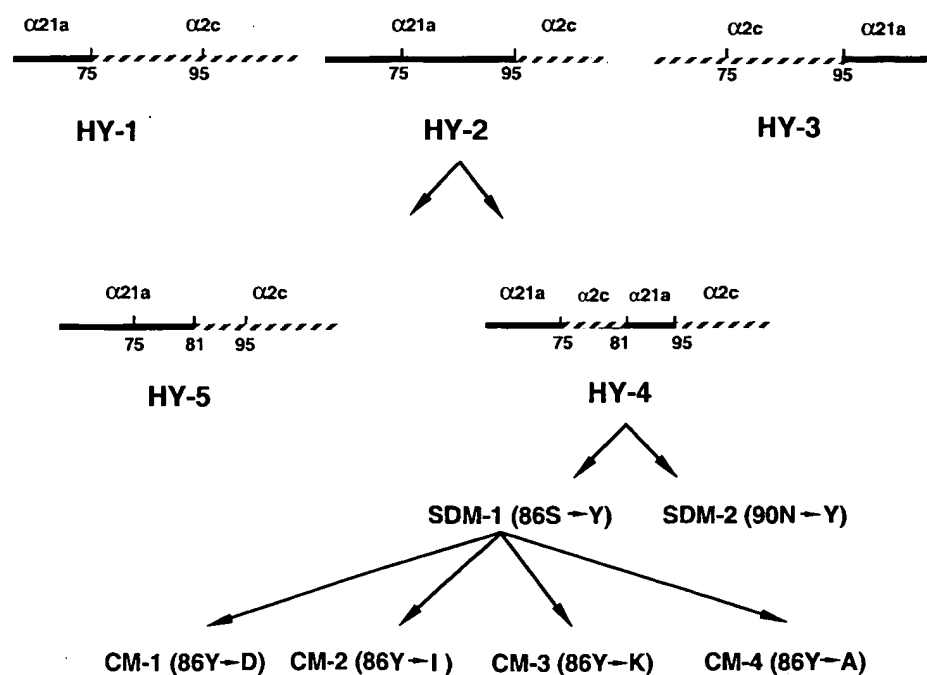 α21a α2c α21a α2c α2c α21a
75 95 75 95 75 95
HY-1 HY-2 HY-3
α21a α2c α21a α2c α21a α2c
75 81 95 75 81 95
HY-5 HY-4
SDM-1 (86S→Y) SDM-2 (90N→Y)
CM-1 (86Y→D) CM-2 (86Y→I) CM-3 (86Y→K) CM-4 (86Y→A)